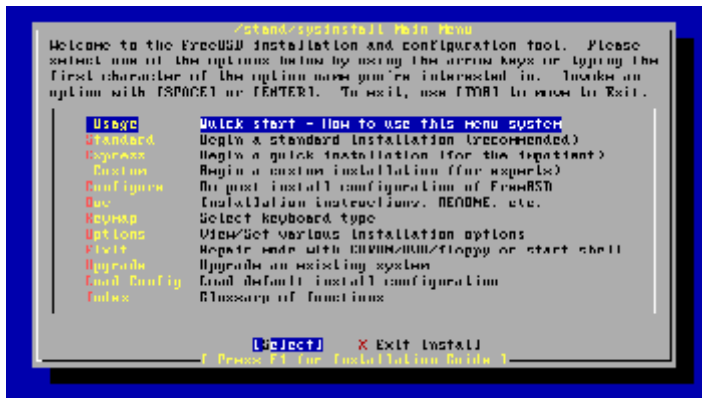 /stand/sysinstall Main Menu
Welcome to the FreeBSD installation and configuration tool.  Please
select one of the options below by using the arrow keys or typing the
first character of the option name you're interested in.  Invoke an
option with [SPACE] or [ENTER].  To exit, use [TAB] to move to Exit.
Usage Quick start - How to use this menu system
Standard Begin a standard installation (recommended)
Express Begin a quick installation (for the impatient)
Custom Begin a custom installation (for experts)
Configure Do post-install configuration of FreeBSD
Doc Installation instructions, README, etc.
Keymap Select keyboard type
Options View/Set various installation options
Fixit Repair mode with CDROM/DVD/floppy or start shell
Upgrade Upgrade an existing system
Load Config Load default install configuration
Index Glossary of functions
[Select] X Exit Install
[ Press F1 for Installation Guide ]